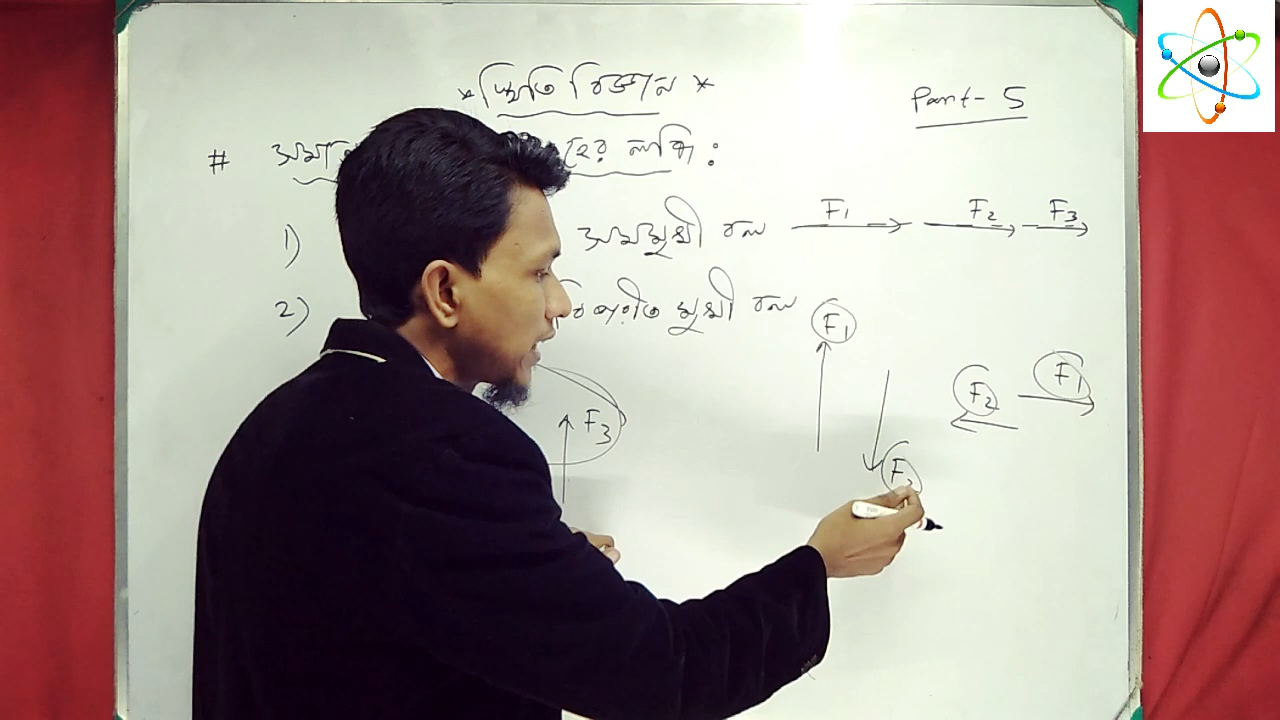 * স্থিতি বিজ্ঞান *
Part- 5
# লব্ধি :
1) সমমুখী বল F1 F2 F3
2) বিপরীত মুখী বল
F1
F2 F1
F3
F2